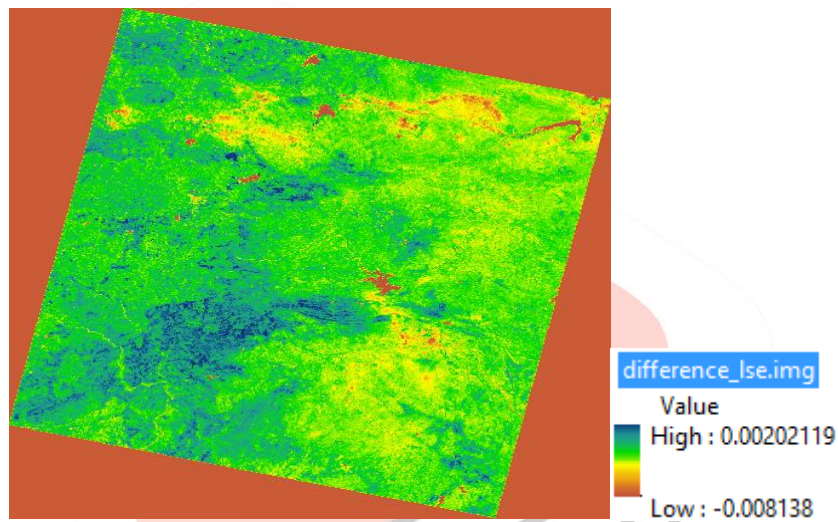 difference_lse.img
Value
High : 0.00202119
Low : -0.008138